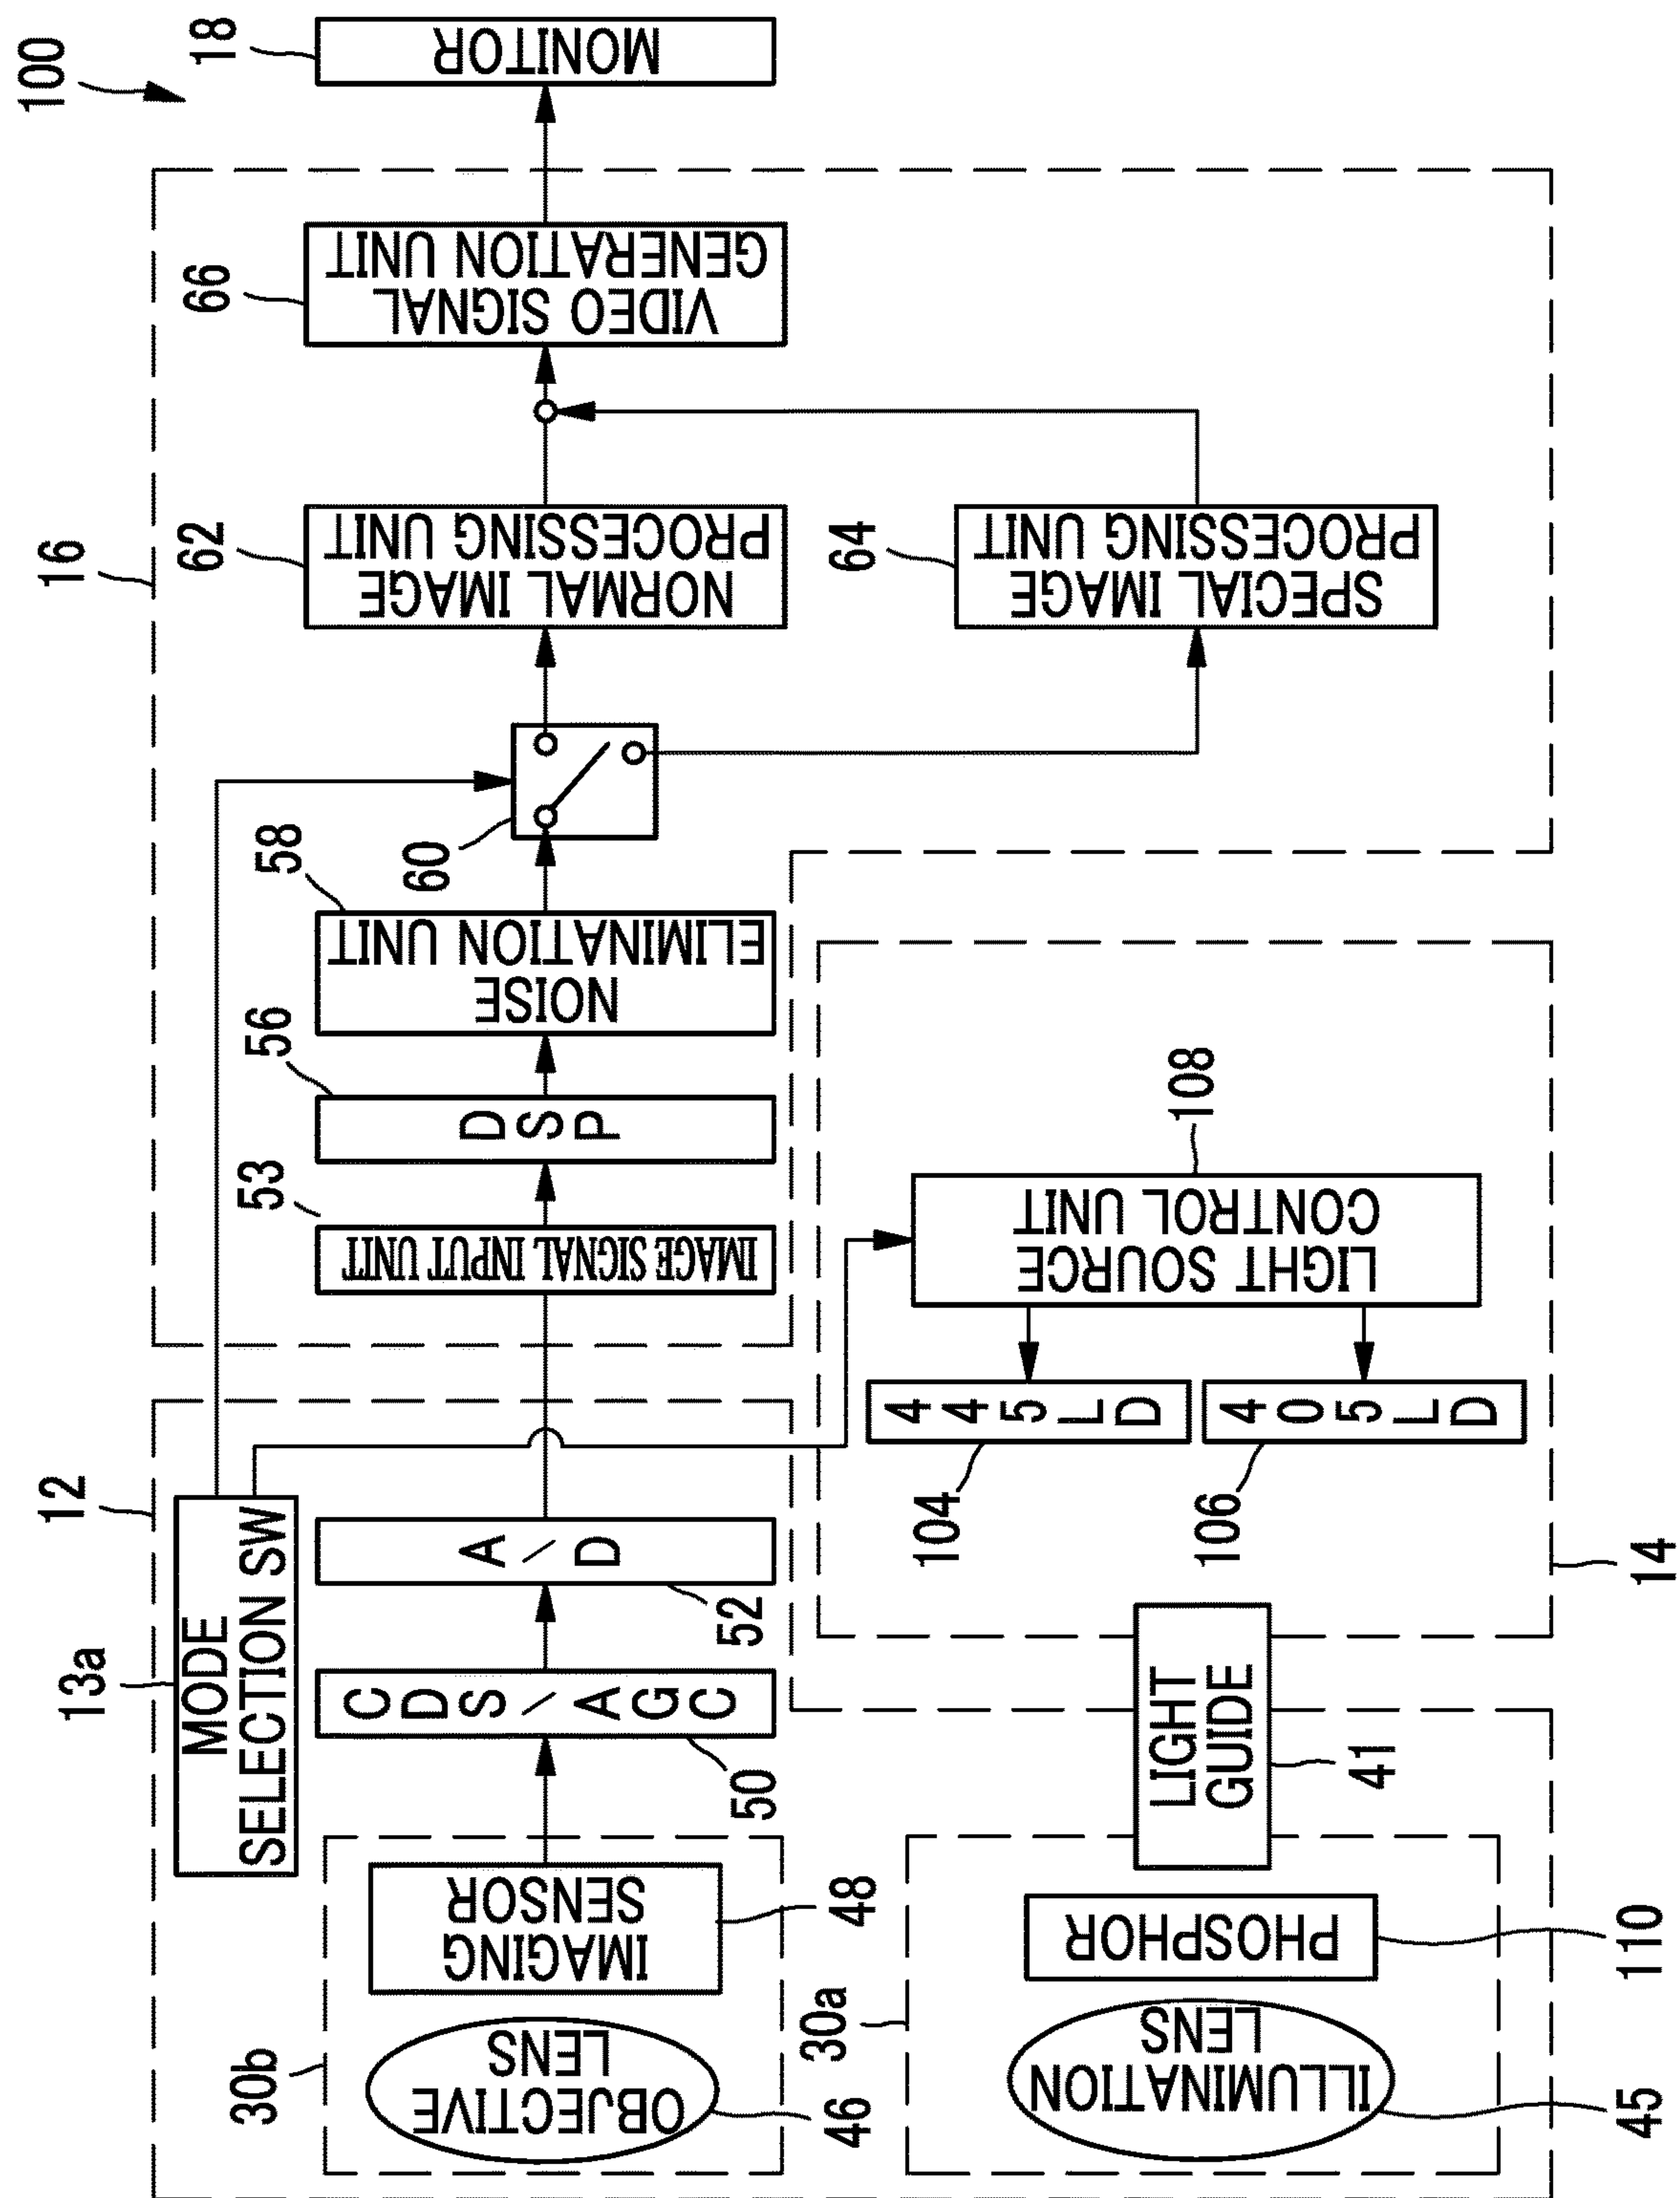 100
18
MONITOR
16
66
VIDEO SIGNAL
GENERATION UNIT
62
NORMAL IMAGE
PROCESSING UNIT
64
SPECIAL IMAGE
PROCESSING UNIT
60
58
NOISE
ELIMINATION UNIT
56
DSP
53
IMAGE SIGNAL INPUT UNIT
108
LIGHT SOURCE
CONTROL UNIT
445LD
405LD
104
106
14
12
13a
MODE
SELECTION SW
A/D
52
CDS/AGC
50
LIGHT
GUIDE
41
30b
IMAGING
SENSOR
48
OBJECTIVE
LENS
46
30a
PHOSPHOR
110
ILLUMINATION
LENS
45